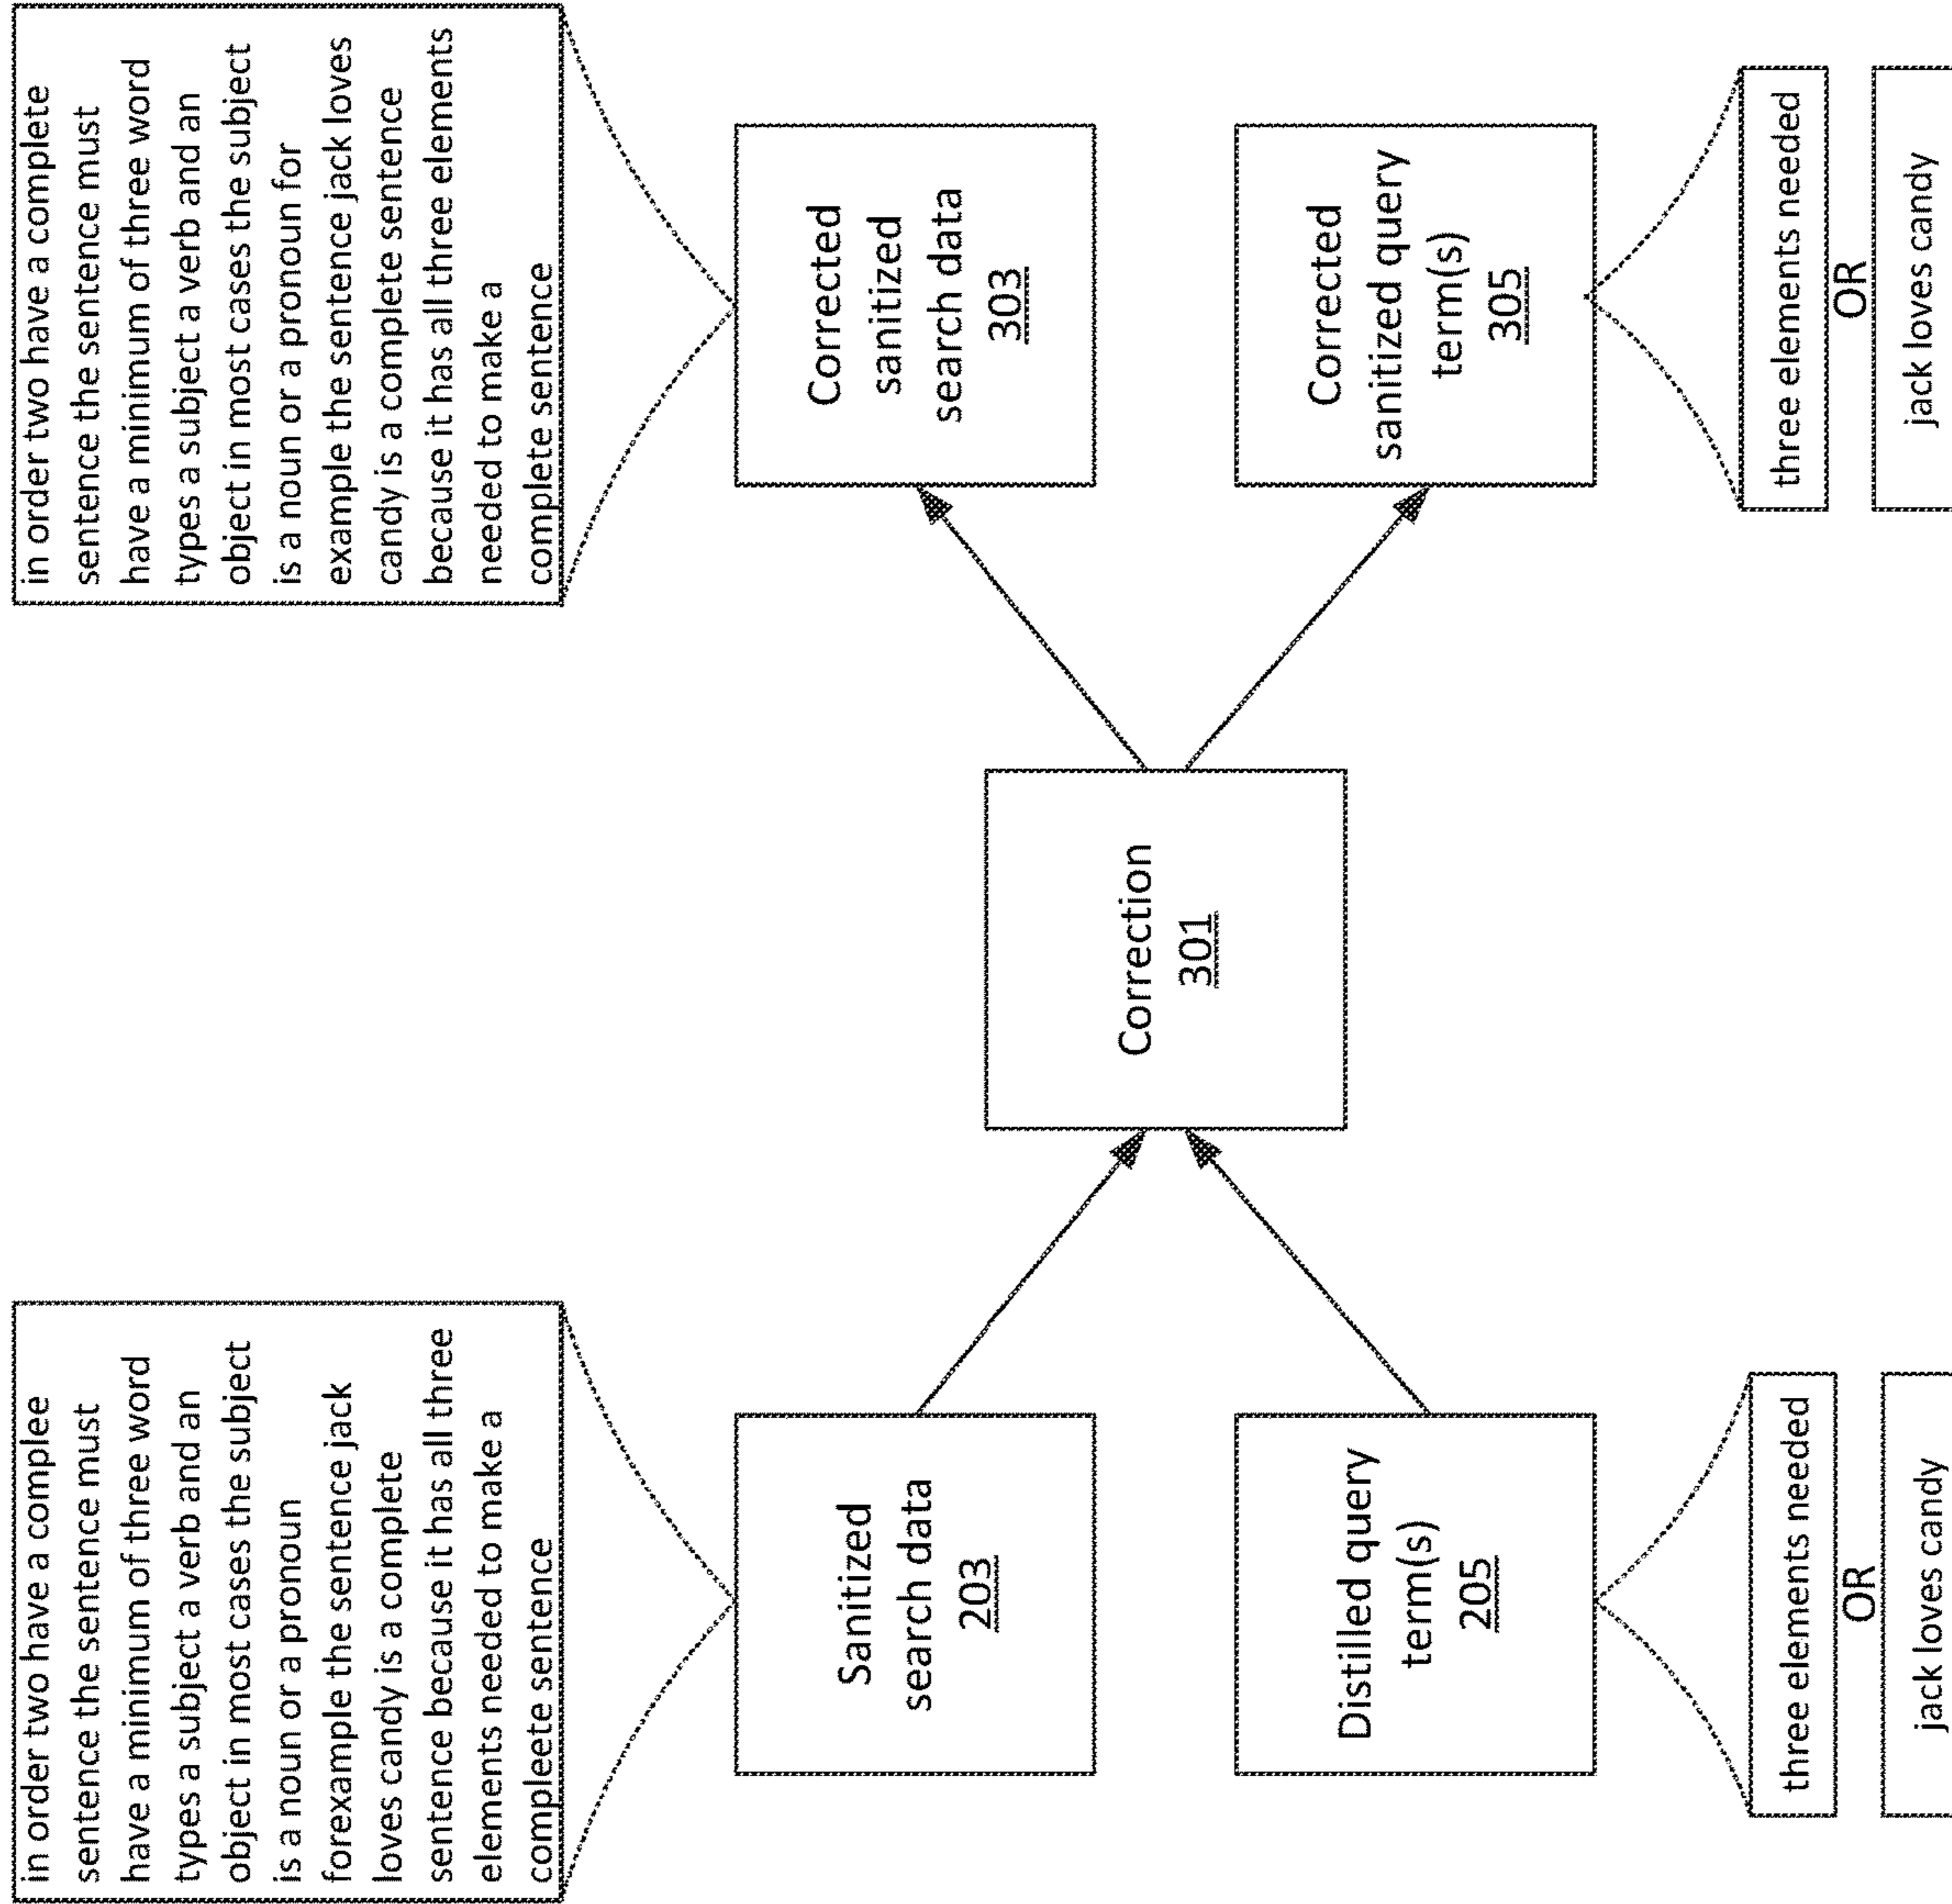 in order two have a complee
sentence the sentence must
have a minimum of three word
types a subject a verb and an
object in most cases the subject
is a noun or a pronoun
forexample the sentence jack
loves candy is a complete
sentence because it has all three
elements needed to make a
compleete sentence
Sanitized
search data
203
Distilled query
term(s)
205
three elements needed
OR
jack loves candy
Correction
301
in order two have a complete
sentence the sentence must
have a minimum of three word
types a subject a verb and an
object in most cases the subject
is a noun or a pronoun for
example the sentence jack loves
candy is a complete sentence
because it has all three elements
needed to make a
complete sentence
Corrected
sanitized
search data
303
Corrected
sanitized query
term(s)
305
three elements needed
OR
jack loves candy